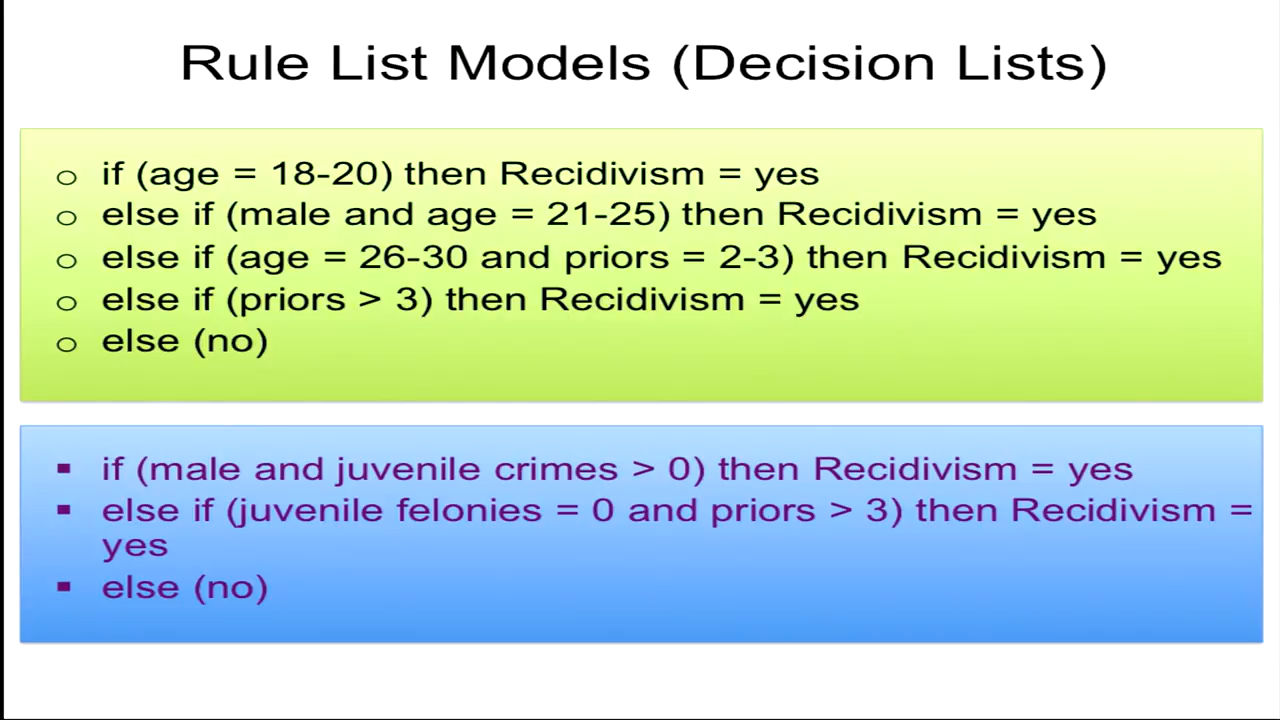 Rule List Models (Decision Lists)
if (age = 18-20) then Recidivism = yes
else if (male and age = 21-25) then Recidivism = yes
else if (age = 26-30 and priors = 2-3) then Recidivism = yes
else if (priors > 3) then Recidivism = yes
else (no)
if (male and juvenile crimes > 0) then Recidivism = yes
else if (juvenile felonies = 0 and priors > 3) then Recidivism =
yes
else (no)